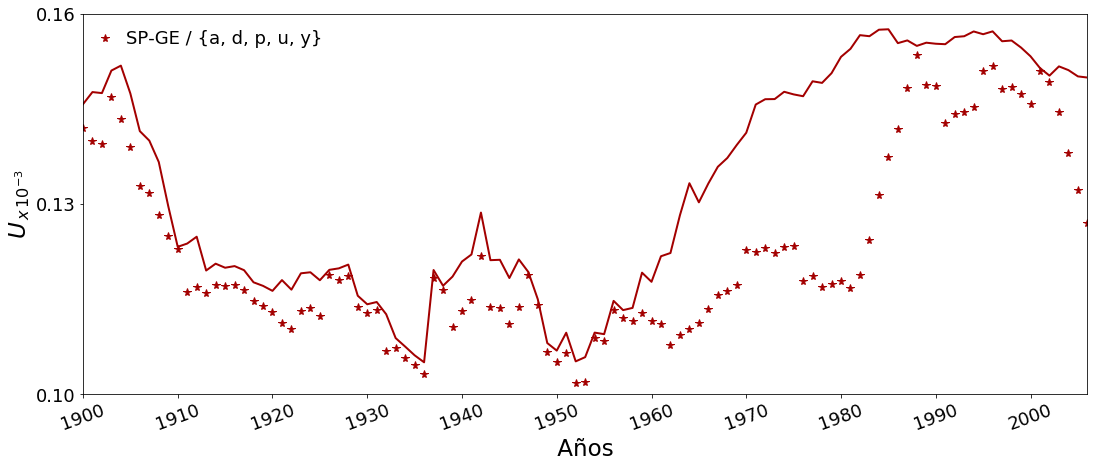 0.16
SP-GE / {a, d, p, u, y}
0.13
U x 10⁻³
0.10
1900 1910 1920 1930 1940 1950 1960 1970 1980 1990 2000
Años